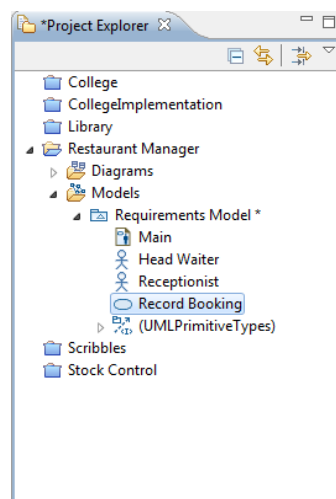 *Project Explorer
College
CollegeImplementation
Library
Restaurant Manager
Diagrams
Models
Requirements Model *
Main
Head Waiter
Receptionist
Record Booking
(UMLPrimitiveTypes)
Scribbles
Stock Control